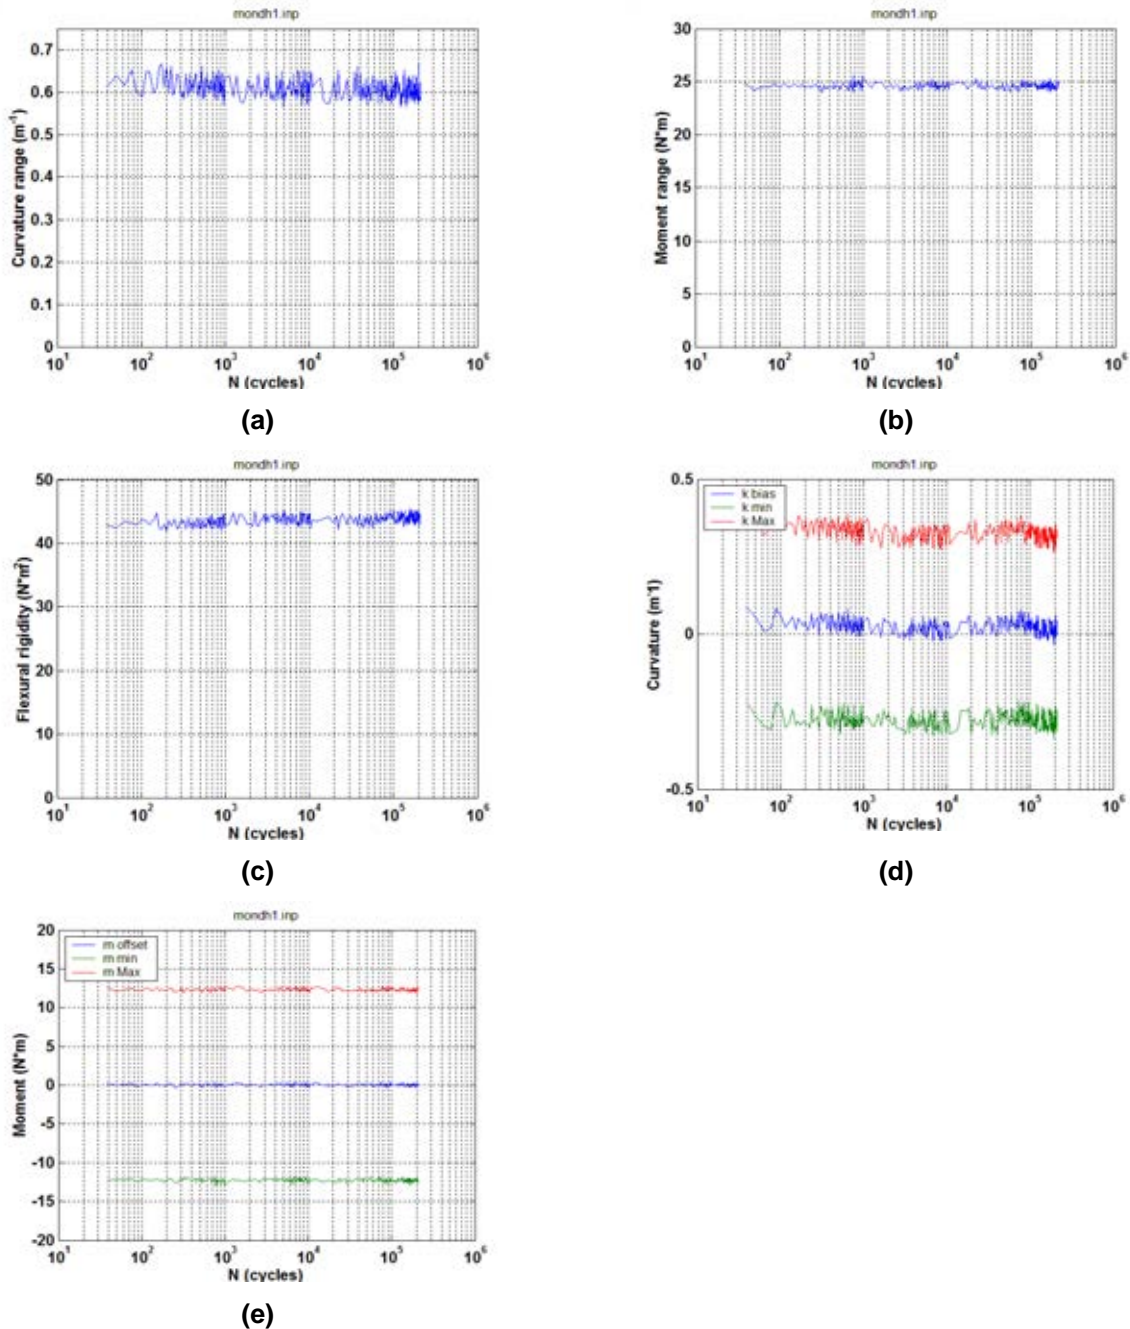 mondh1.inp
0.7
0.6
0.5
0.4
0.3
0.2
0.1
0
Curvature range (m⁻¹)
10¹ 10² 10³ 10⁴ 10⁵ 10⁶
N (cycles)
(a)
mondh1.inp
30
25
20
15
10
5
0
Moment range (N*m)
10¹ 10² 10³ 10⁴ 10⁵ 10⁶
N (cycles)
(b)
mondh1.inp
50
40
30
20
10
0
Flexural rigidity (N*m²)
10¹ 10² 10³ 10⁴ 10⁵ 10⁶
N (cycles)
(c)
mondh1.inp
k bias
k min
k Max
0.5
0
-0.5
Curvature (m⁻1)
10¹ 10² 10³ 10⁴ 10⁵ 10⁶
N (cycles)
(d)
mondh1.inp
m offset
m min
m Max
20
15
10
5
0
-5
-10
-15
-20
Moment (N*m)
10¹ 10² 10³ 10⁴ 10⁵ 10⁶
N (cycles)
(e)